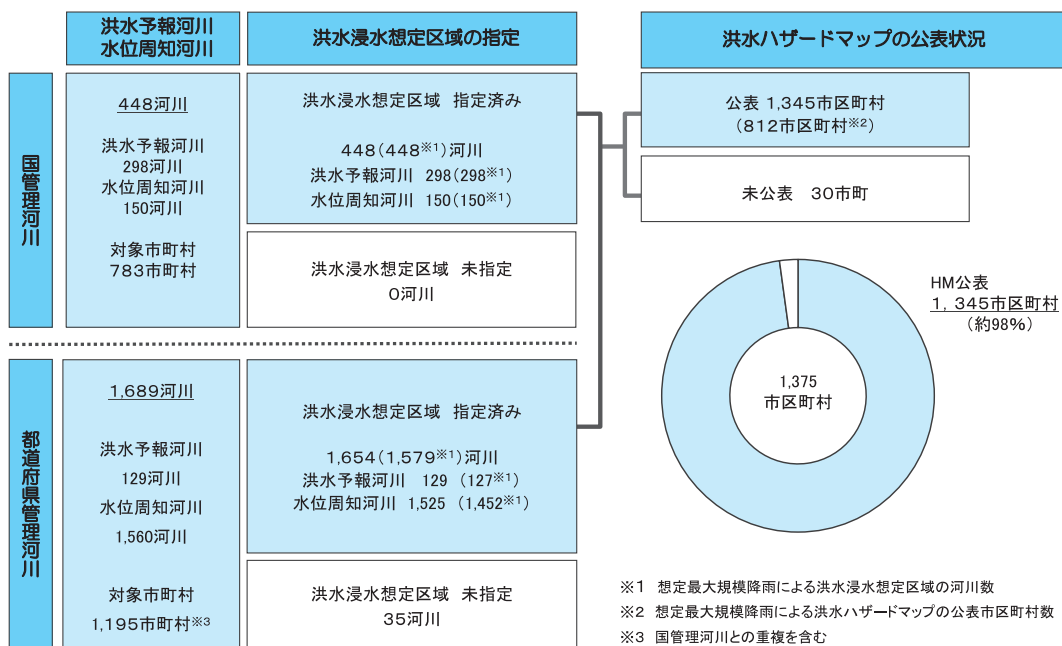 洪水予報河川
水位周知河川
洪水浸水想定区域の指定
洪水ハザードマップの公表状況
国管理河川
448河川
洪水予報河川
298河川
水位周知河川
150河川
対象市町村
783市町村
洪水浸水想定区域 指定済み
448(448※1)河川
洪水予報河川 298(298※1)
水位周知河川 150(150※1)
洪水浸水想定区域 未指定
0河川
公表 1,345市区町村
(812市区町村※2)
未公表 30市町
HM公表
1,345市区町村
(約98%)
1,375
市区町村
都道府県管理河川
1,689河川
洪水予報河川
129河川
水位周知河川
1,560河川
対象市町村
1,195市町村※3
洪水浸水想定区域 指定済み
1,654(1,579※1)河川
洪水予報河川 129 (127※1)
水位周知河川 1,525 (1,452※1)
洪水浸水想定区域 未指定
35河川
※1 想定最大規模降雨による洪水浸水想定区域の河川数
※2 想定最大規模降雨による洪水ハザードマップの公表市区町村数
※3 国管理河川との重複を含む